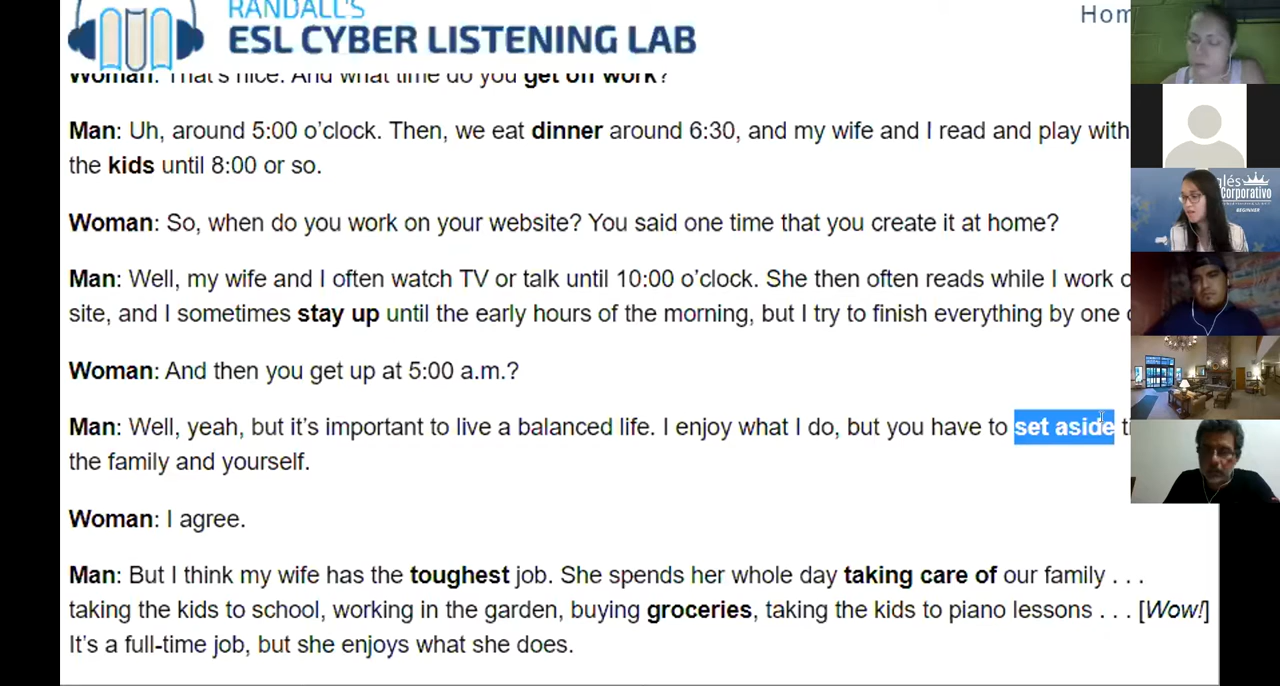 RANDALL'S
ESL CYBER LISTENING LAB
Hom
Woman: That's nice. And what time do you get off work?
Man: Uh, around 5:00 o'clock. Then, we eat dinner around 6:30, and my wife and I read and play with
the kids until 8:00 or so.
Woman: So, when do you work on your website? You said one time that you create it at home?
Man: Well, my wife and I often watch TV or talk until 10:00 o'clock. She then often reads while I work
site, and I sometimes stay up until the early hours of the morning, but I try to finish everything by one
Woman: And then you get up at 5:00 a.m.?
Man: Well, yeah, but it's important to live a balanced life. I enjoy what I do, but you have to set aside
the family and yourself.
Woman: I agree.
Man: But I think my wife has the toughest job. She spends her whole day taking care of our family . . .
taking the kids to school, working in the garden, buying groceries, taking the kids to piano lessons . . . [Wow!]
It's a full-time job, but she enjoys what she does.
glés
Corporativo
BEGINNER